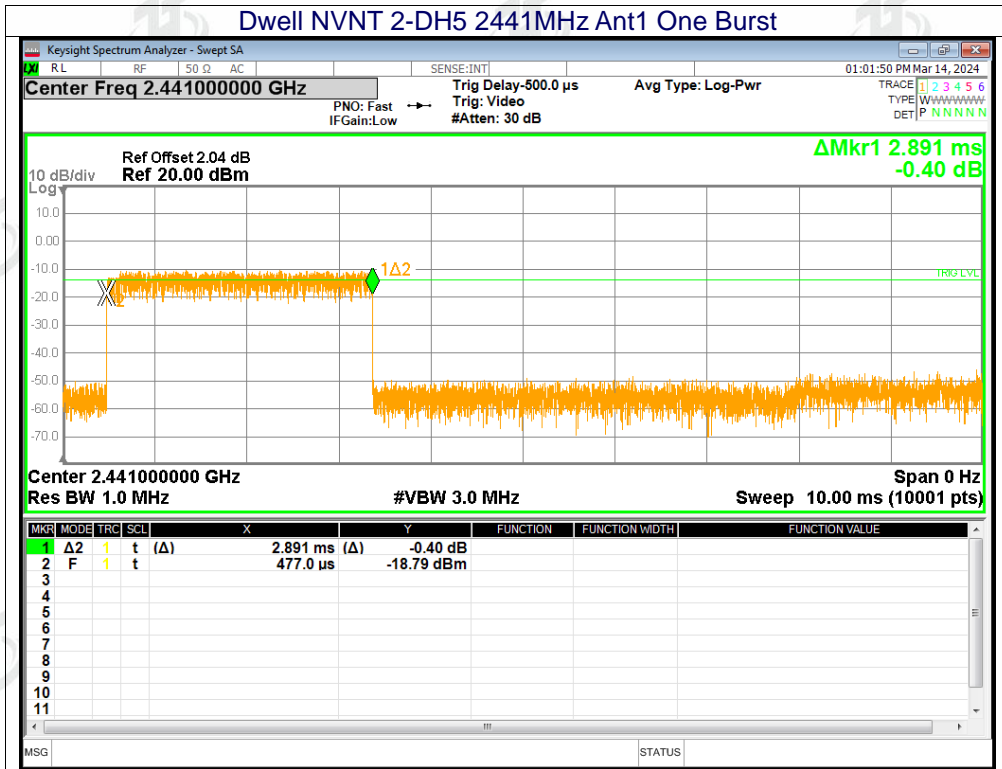 Dwell NVNT 2-DH5 2441MHz Ant1 One Burst
Keysight Spectrum Analyzer - Swept SA
LXI RL RF 50 Ω AC SENSE:INT 01:01:50 PM Mar 14, 2024
Center Freq 2.441000000 GHz Trig Delay-500.0 µs Avg Type: Log-Pwr TRACE 1 2 3 4 5 6
PNO: Fast Trig: Video TYPE WWWWWWW
IFGain:Low #Atten: 30 dB DET P N N N N N
ΔMkr1 2.891 ms
-0.40 dB
Ref Offset 2.04 dB
10 dB/div Ref 20.00 dBm
Log
10.0
0.00
-10.0
1Δ2
TRIG LVL
-20.0
2
-30.0
-40.0
-50.0
-60.0
-70.0
Center 2.441000000 GHz Span 0 Hz
Res BW 1.0 MHz #VBW 3.0 MHz Sweep 10.00 ms (10001 pts)
MKR MODE TRC SCL X Y FUNCTION FUNCTION WIDTH FUNCTION VALUE
1 Δ2 1 t (Δ) 2.891 ms (Δ) -0.40 dB
2 F 1 t 477.0 µs -18.79 dBm
3
4
5
6
7
8
9
10
11
MSG STATUS